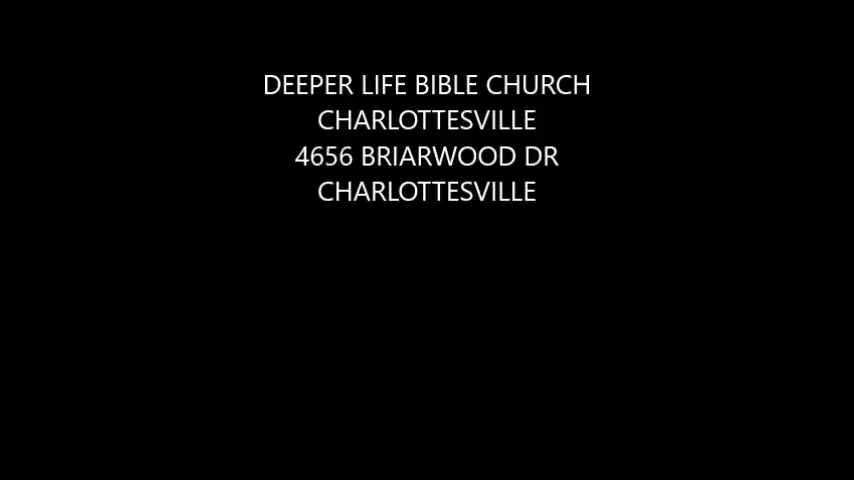 DEEPER LIFE BIBLE CHURCH
CHARLOTTESVILLE
4656 BRIARWOOD DR
CHARLOTTESVILLE